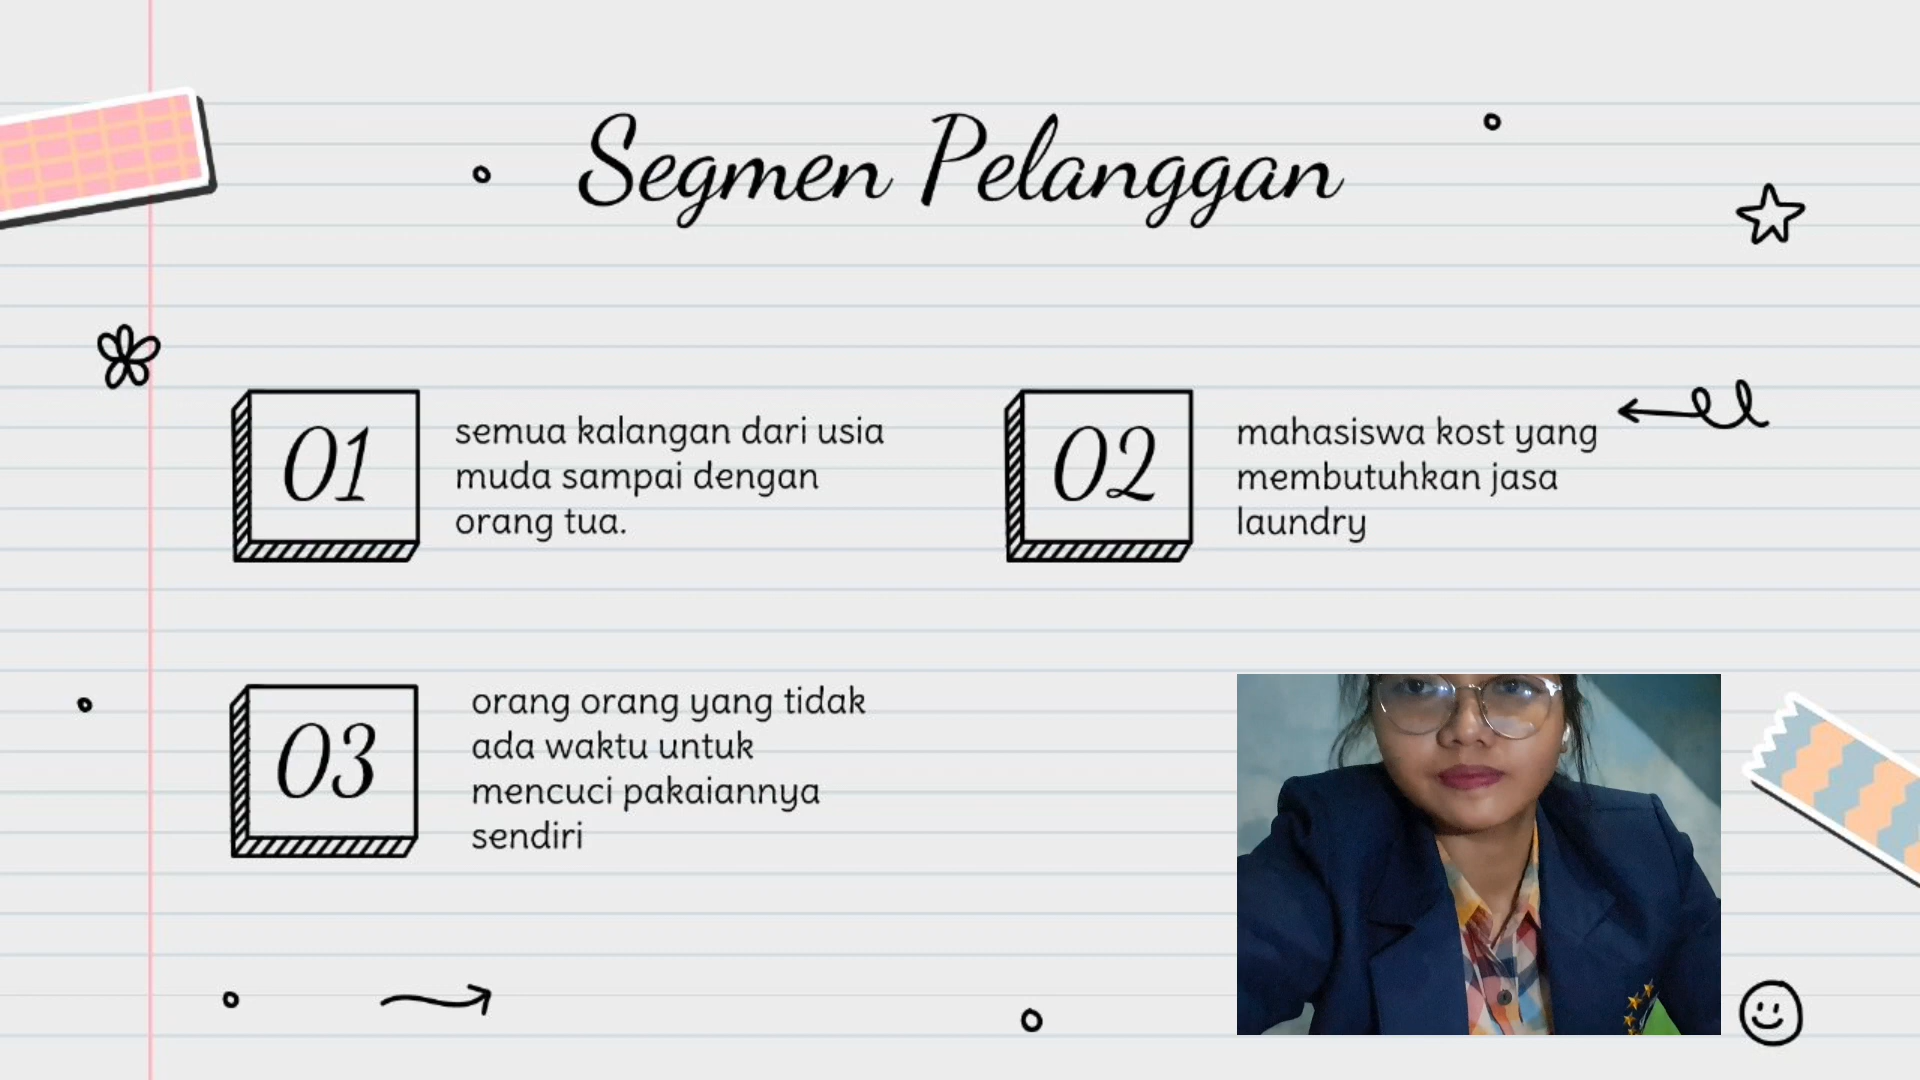 Segmen Pelanggan
01
semua kalangan dari usia
muda sampai dengan
orang tua.
02
mahasiswa kost yang
membutuhkan jasa
laundry
03
orang orang yang tidak
ada waktu untuk
mencuci pakaiannya
sendiri